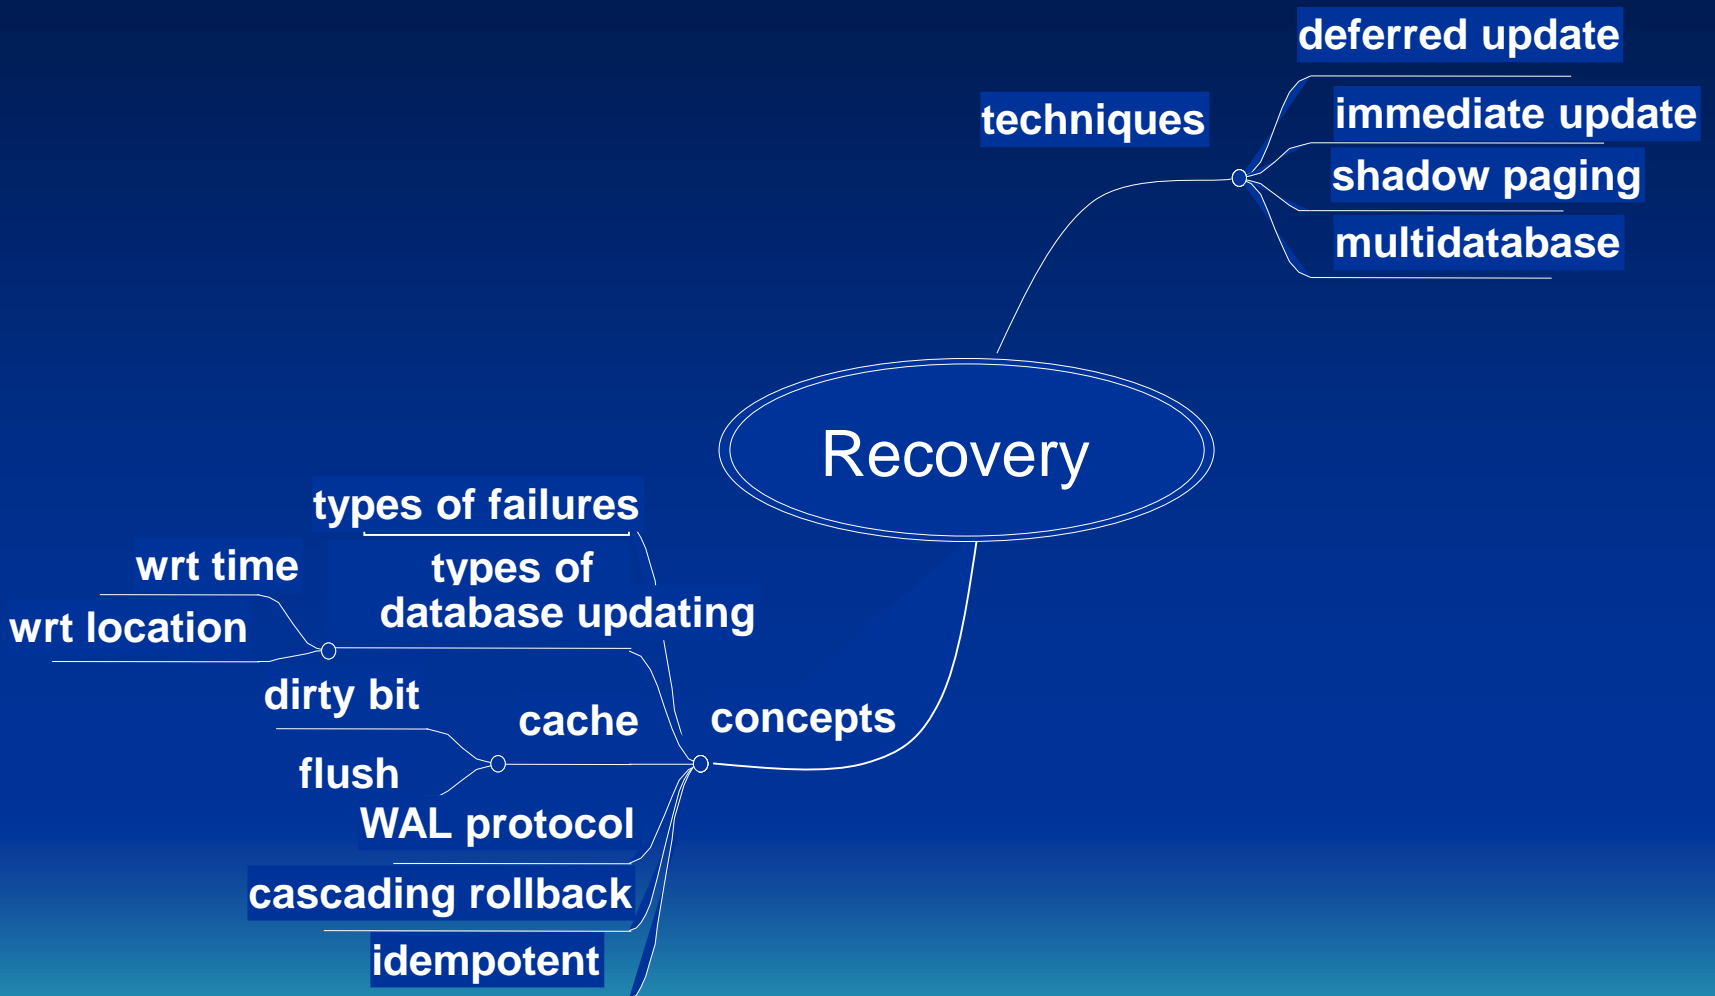 deferred update
techniques
immediate update
shadow paging
multidatabase
Recovery
types of failures
wrt time
types of
database updating
wrt location
dirty bit
cache
concepts
flush
WAL protocol
cascading rollback
idempotent